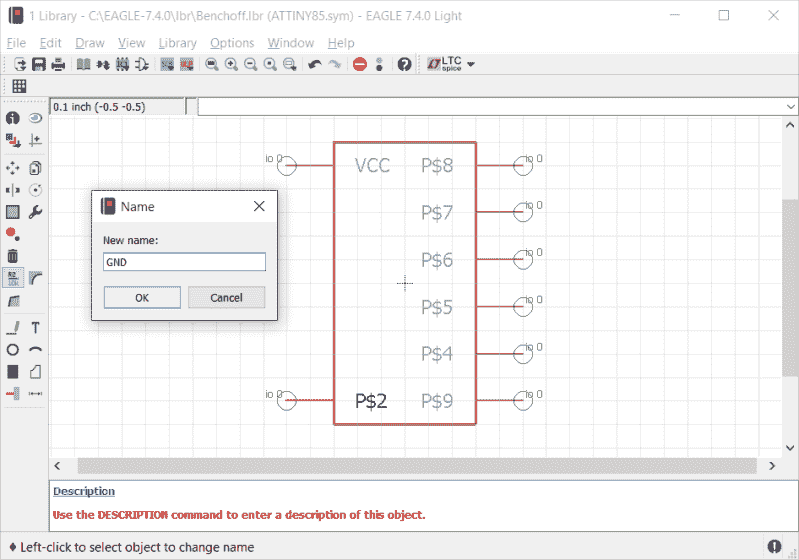 1 Library - C:\EAGLE-7.4.0\lbr\Benchoff.lbr (ATTINY85.sym) - EAGLE 7.4.0 Light
File Edit Draw View Library Options Window Help
LTC
spice
0.1 inch (-0.5 -0.5)
io 0 VCC P$8 io 0
P$7 io 0
P$6 io 0
P$5 io 0
P$4 io 0
io 0 P$2 P$9 io 0
Name
New name:
GND
OK Cancel
Description
Use the DESCRIPTION command to enter a description of this object.
Left-click to select object to change name